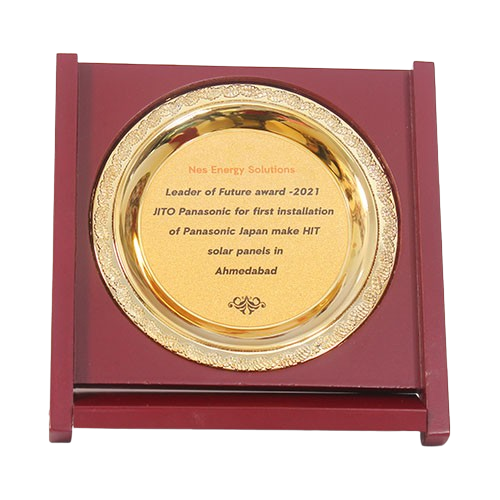 Nes Energy Solutions
Leader of Future award -2021
JITO Panasonic for first installation
of Panasonic Japan make HIT
solar panels in
Ahmedabad